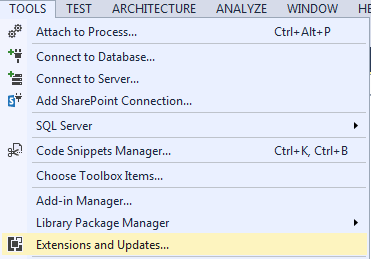 TOOLS TEST ARCHITECTURE ANALYZE WINDOW
Attach to Process... Ctrl+Alt+P
Connect to Database...
Connect to Server...
Add SharePoint Connection...
SQL Server
Code Snippets Manager... Ctrl+K, Ctrl+B
Choose Toolbox Items...
Add-in Manager...
Library Package Manager
Extensions and Updates...